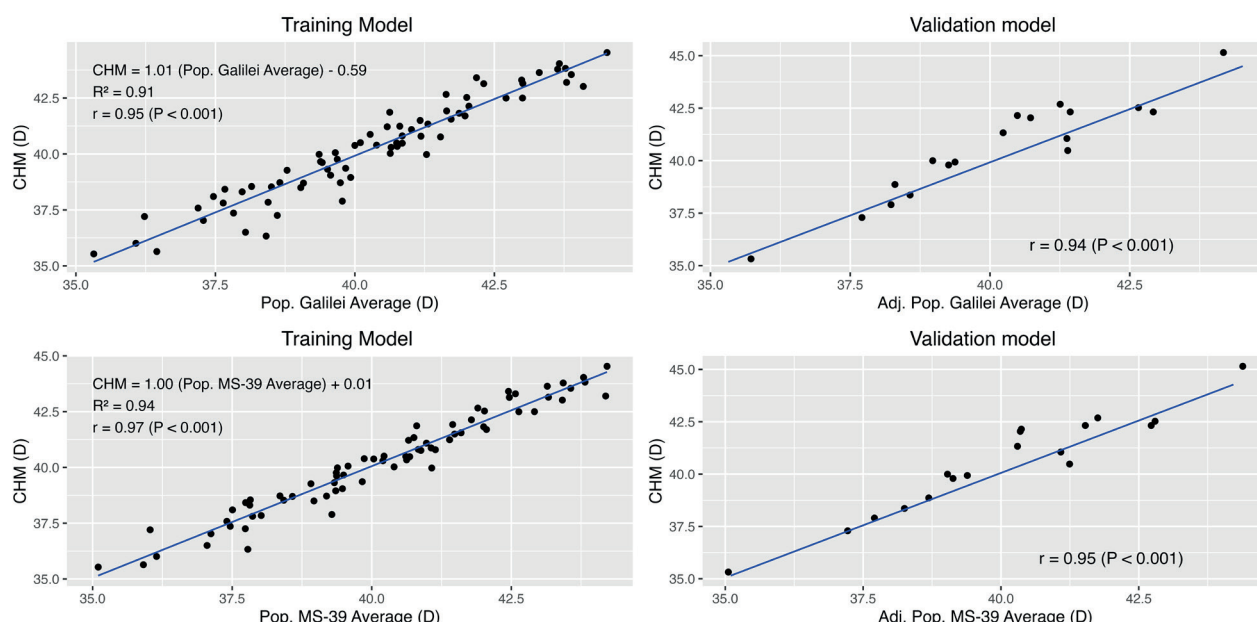 Training Model
CHM (D)
45.0
42.5
40.0
37.5
35.0
CHM = 1.01 (Pop. Galilei Average) - 0.59
R² = 0.91
r = 0.95 (P < 0.001)
35.0 37.5 40.0 42.5
Pop. Galilei Average (D)
Validation model
CHM (D)
45.0
42.5
40.0
37.5
35.0
r = 0.94 (P < 0.001)
35.0 37.5 40.0 42.5
Adj. Pop. Galilei Average (D)
Training Model
CHM (D)
45.0
42.5
40.0
37.5
35.0
CHM = 1.00 (Pop. MS-39 Average) + 0.01
R² = 0.94
r = 0.97 (P < 0.001)
35.0 37.5 40.0 42.5
Pop. MS-39 Average (D)
Validation model
CHM (D)
45.0
42.5
40.0
37.5
35.0
r = 0.95 (P < 0.001)
35.0 37.5 40.0 42.5
Adj. Pop. MS-39 Average (D)